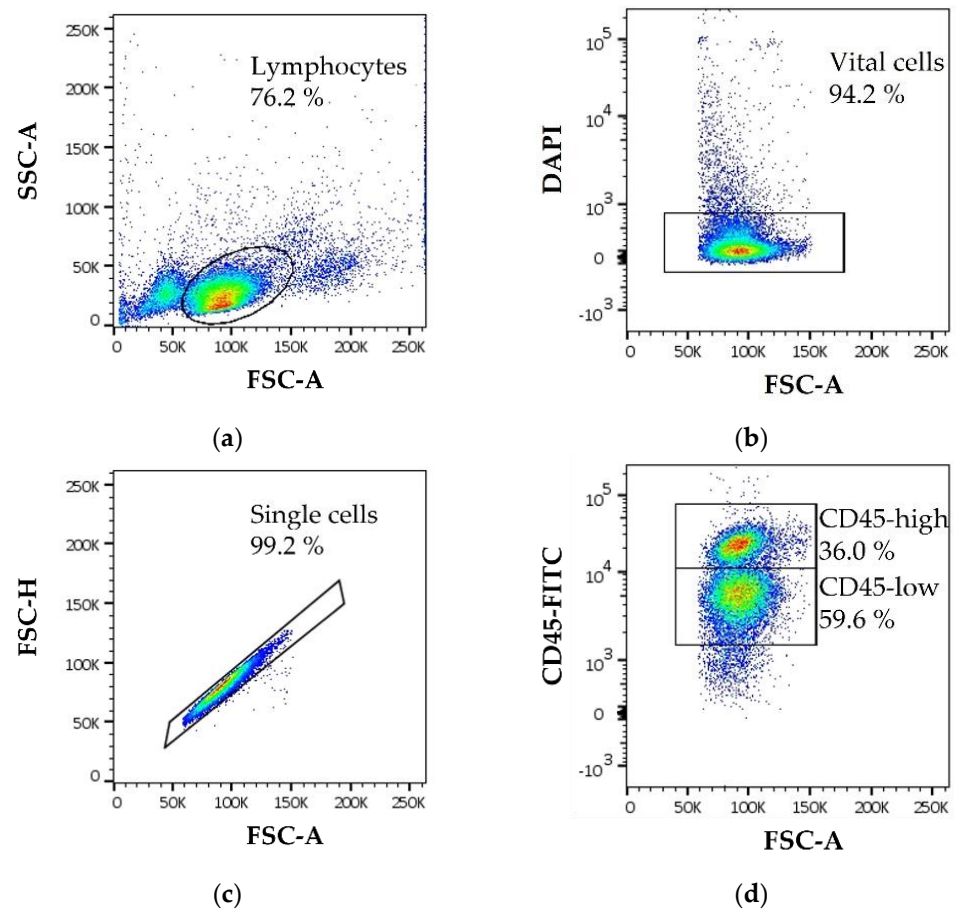 250K
200K
150K
100K
50K
0
SSC-A
Lymphocytes
76.2 %
0 50K 100K 150K 200K 250K
FSC-A
(a)
10^5
10^4
10^3
0
-10^3
DAPI
Vital cells
94.2 %
0 50K 100K 150K 200K 250K
FSC-A
(b)
250K
200K
150K
100K
50K
0
FSC-H
Single cells
99.2 %
0 50K 100K 150K 200K 250K
FSC-A
(c)
10^5
10^4
10^3
0
-10^3
CD45-FITC
CD45-high
36.0 %
CD45-low
59.6 %
0 50K 100K 150K 200K 250K
FSC-A
(d)